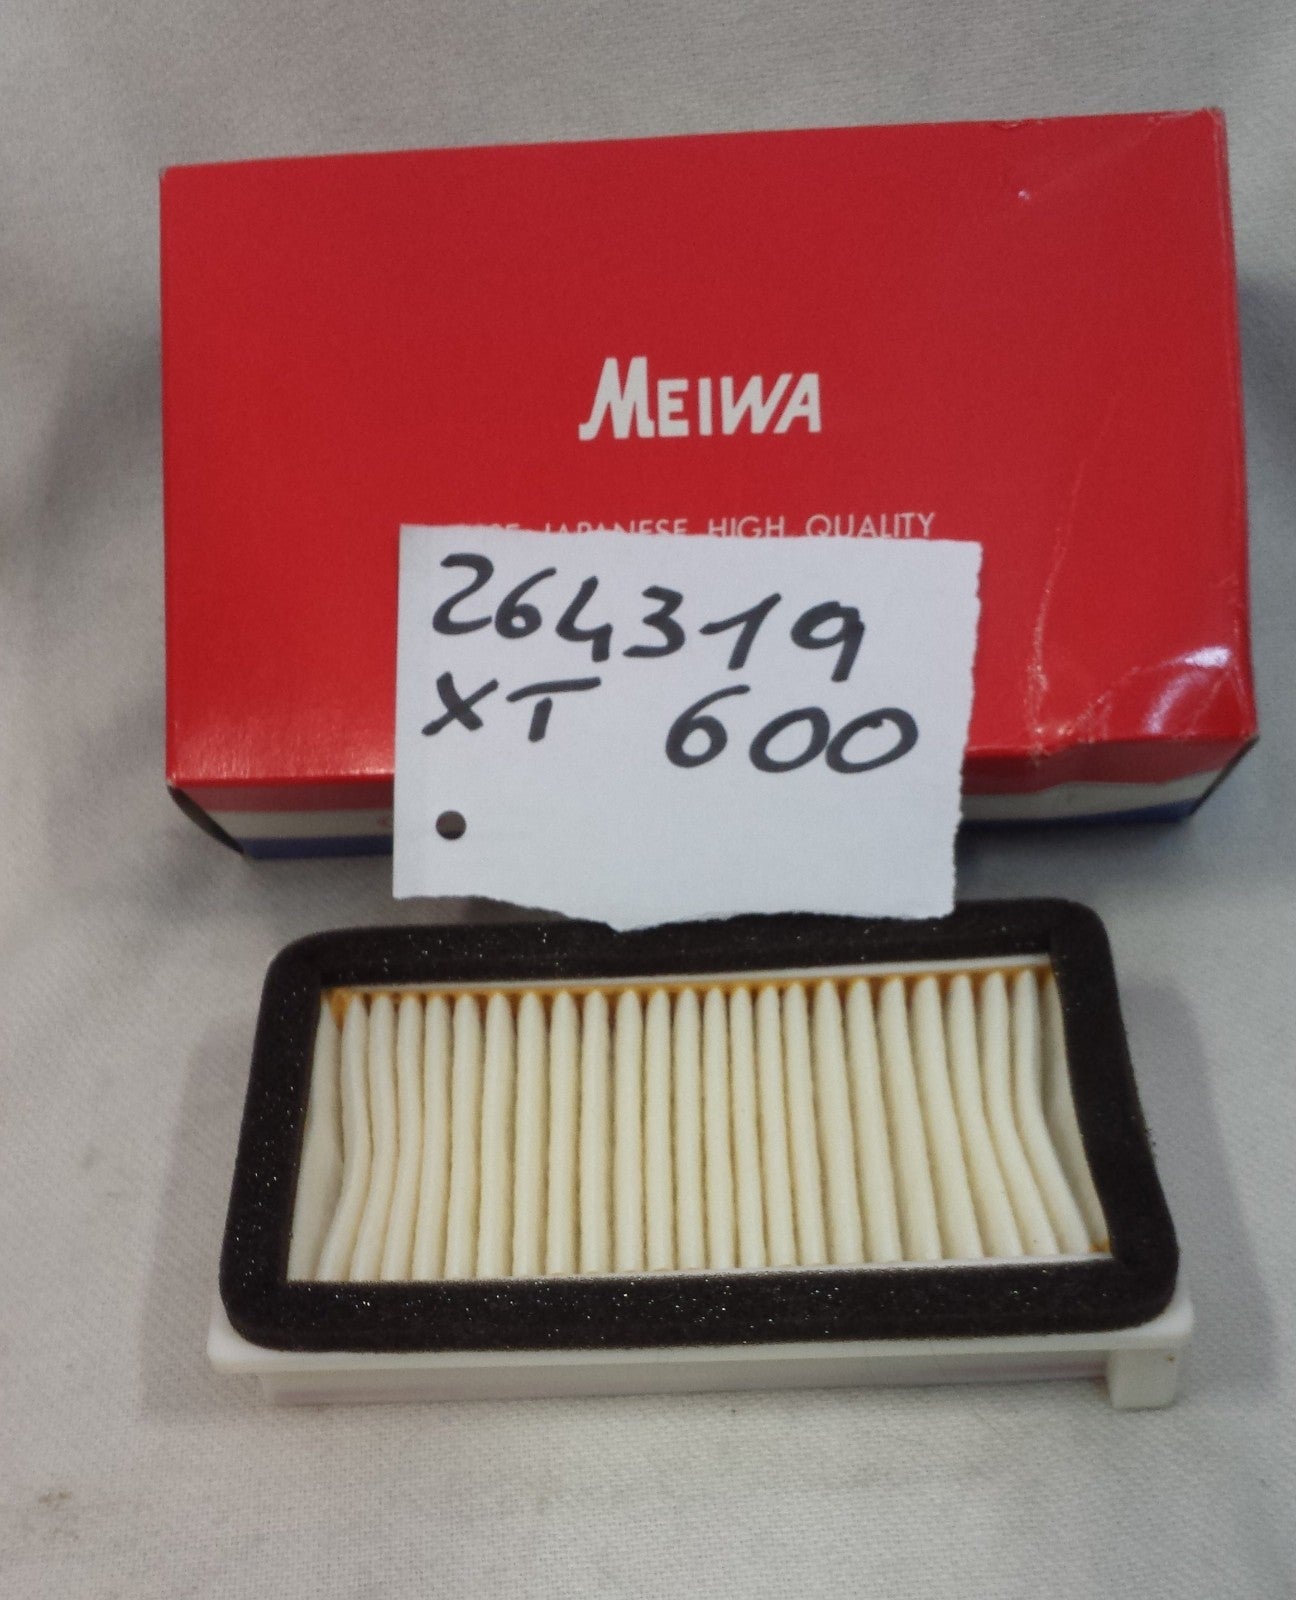 MEIWA
JAPANESE HIGH QUALITY
264319
XT 600